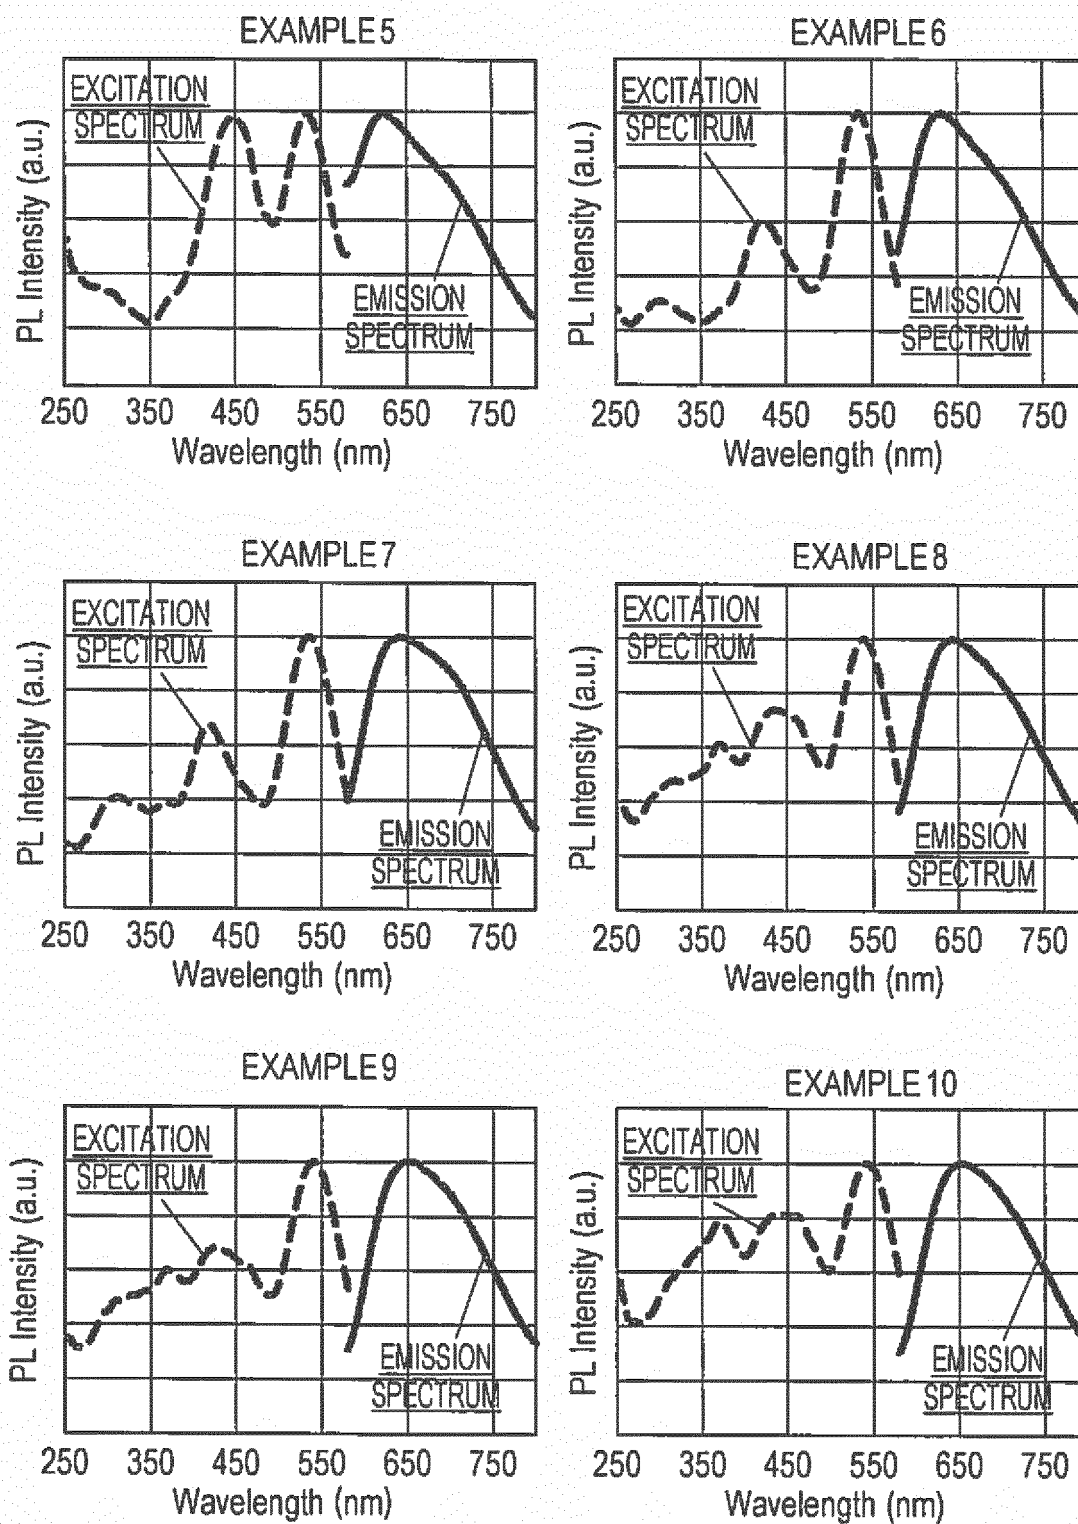 EXAMPLE 5
EXCITATION
SPECTRUM
EMISSION
SPECTRUM
PL Intensity (a.u.)
250 350 450 550 650 750
Wavelength (nm)
EXAMPLE 6
EXCITATION
SPECTRUM
EMISSION
SPECTRUM
PL Intensity (a.u.)
250 350 450 550 650 750
Wavelength (nm)
EXAMPLE 7
EXCITATION
SPECTRUM
EMISSION
SPECTRUM
PL Intensity (a.u.)
250 350 450 550 650 750
Wavelength (nm)
EXAMPLE 8
EXCITATION
SPECTRUM
EMISSION
SPECTRUM
PL Intensity (a.u.)
250 350 450 550 650 750
Wavelength (nm)
EXAMPLE 9
EXCITATION
SPECTRUM
EMISSION
SPECTRUM
PL Intensity (a.u.)
250 350 450 550 650 750
Wavelength (nm)
EXAMPLE 10
EXCITATION
SPECTRUM
EMISSION
SPECTRUM
PL Intensity (a.u.)
250 350 450 550 650 750
Wavelength (nm)